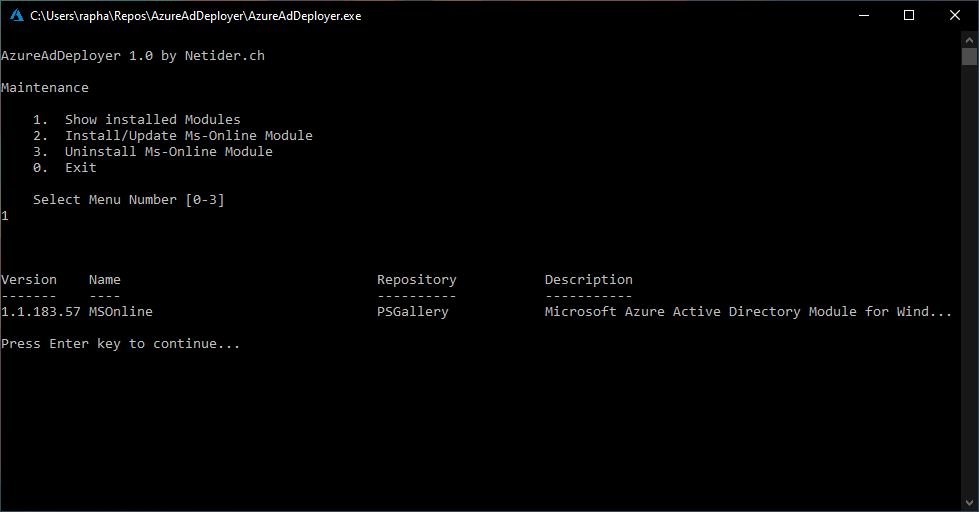 C:\Users\rapha\Repos\AzureAdDeployer\AzureAdDeployer.exe
AzureAdDeployer 1.0 by Netider.ch
Maintenance
1. Show installed Modules
2. Install/Update Ms-Online Module
3. Uninstall Ms-Online Module
0. Exit
Select Menu Number [0-3]
1
Version Name Repository Description
------- ---- ---------- -----------
1.1.183.57 MSOnline PSGallery Microsoft Azure Active Directory Module for Wind...
Press Enter key to continue...